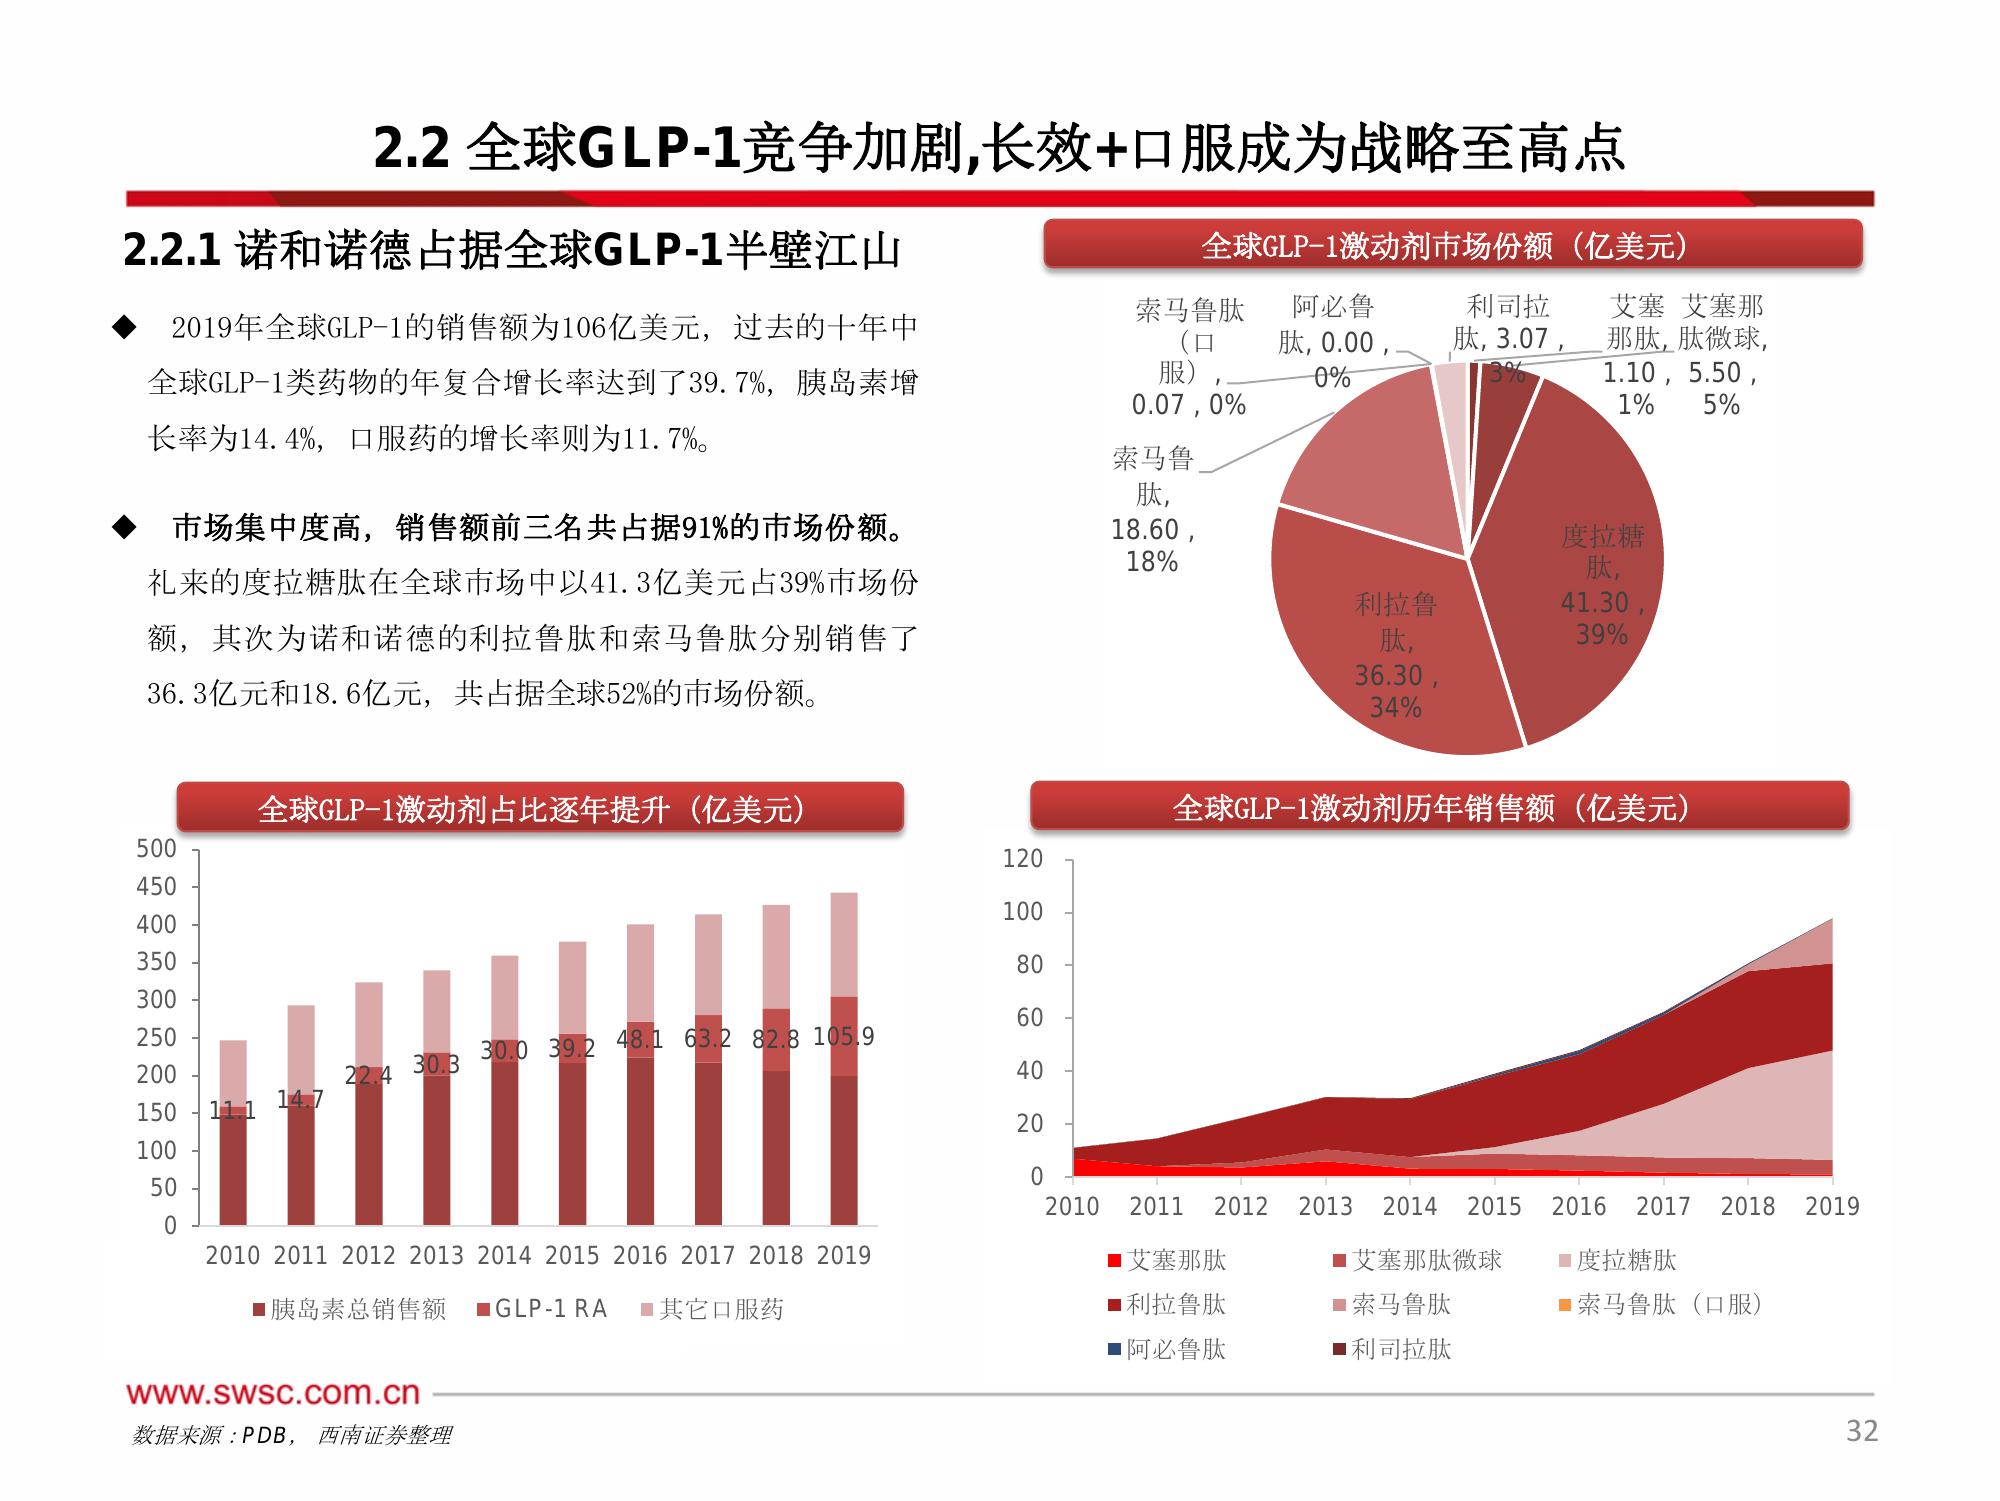 2.2 全球GLP-1竞争加剧,长效+口服成为战略至高点
2.2.1 诺和诺德占据全球GLP-1半壁江山
◆ 2019年全球GLP-1的销售额为106亿美元，过去的十年中
全球GLP-1类药物的年复合增长率达到了39.7%，胰岛素增
长率为14.4%，口服药的增长率则为11.7%。
◆ 市场集中度高，销售额前三名共占据91%的市场份额。
礼来的度拉糖肽在全球市场中以41.3亿美元占39%市场份
额，其次为诺和诺德的利拉鲁肽和索马鲁肽分别销售了
36.3亿元和18.6亿元，共占据全球52%的市场份额。
全球GLP-1激动剂市场份额（亿美元）
索马鲁肽
（口
服）,
0.07 , 0%
阿必鲁
肽, 0.00 ,
0%
利司拉
肽, 3.07 ,
3%
艾塞
那肽,
1.10 ,
1%
艾塞那
肽微球,
5.50 ,
5%
索马鲁
肽,
18.60 ,
18%
度拉糖
肽,
41.30 ,
39%
利拉鲁
肽,
36.30 ,
34%
全球GLP-1激动剂占比逐年提升（亿美元）
500
450
400
350
300
250
200
150
100
50
0
11.1
14.7
22.4
30.3
30.0
39.2
48.1
63.2
82.8
105.9
2010 2011 2012 2013 2014 2015 2016 2017 2018 2019
胰岛素总销售额 GLP-1 RA 其它口服药
全球GLP-1激动剂历年销售额（亿美元）
120
100
80
60
40
20
0
2010 2011 2012 2013 2014 2015 2016 2017 2018 2019
艾塞那肽 艾塞那肽微球 度拉糖肽
利拉鲁肽 索马鲁肽 索马鲁肽（口服）
阿必鲁肽 利司拉肽
www.swsc.com.cn
数据来源：PDB， 西南证券整理
32